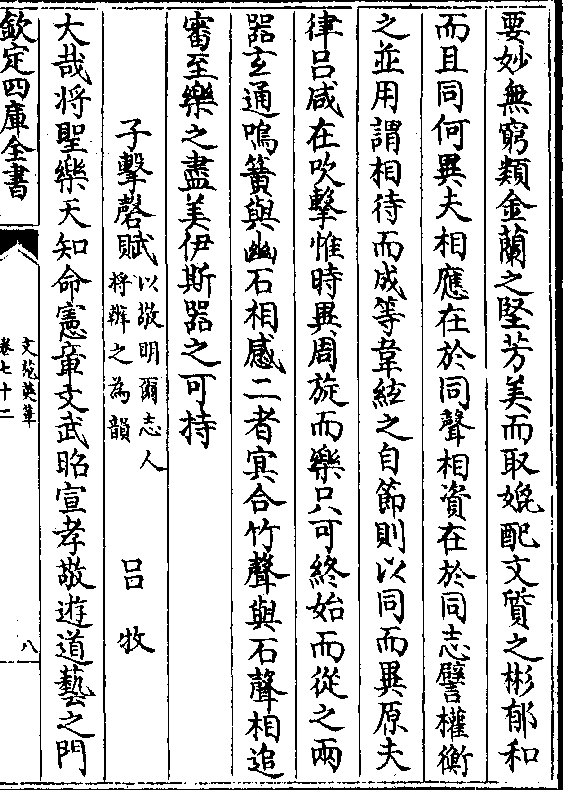 要妙無窮類金蘭之堅芳美而取媲配文質之彬郁和
而且同何異夫相應在於同聲相資在於同志譬權衡
之並用謂相待而成等韋絃之自節則以同而異原夫
律吕咸在吹擊惟時異周旋而樂只可終始而從之兩
器玄通鳴簧與幽石相感二者㝠合竹聲與石聲相追
審至樂之盡美伊斯器之可持
子擊磬賦 以敬明爾志人將辨之為韻 吕牧
大哉將聖樂天知命憲章文武昭宣孝敬遊道藝之門
欽定四庫全書
文苑英華
卷七十二
八